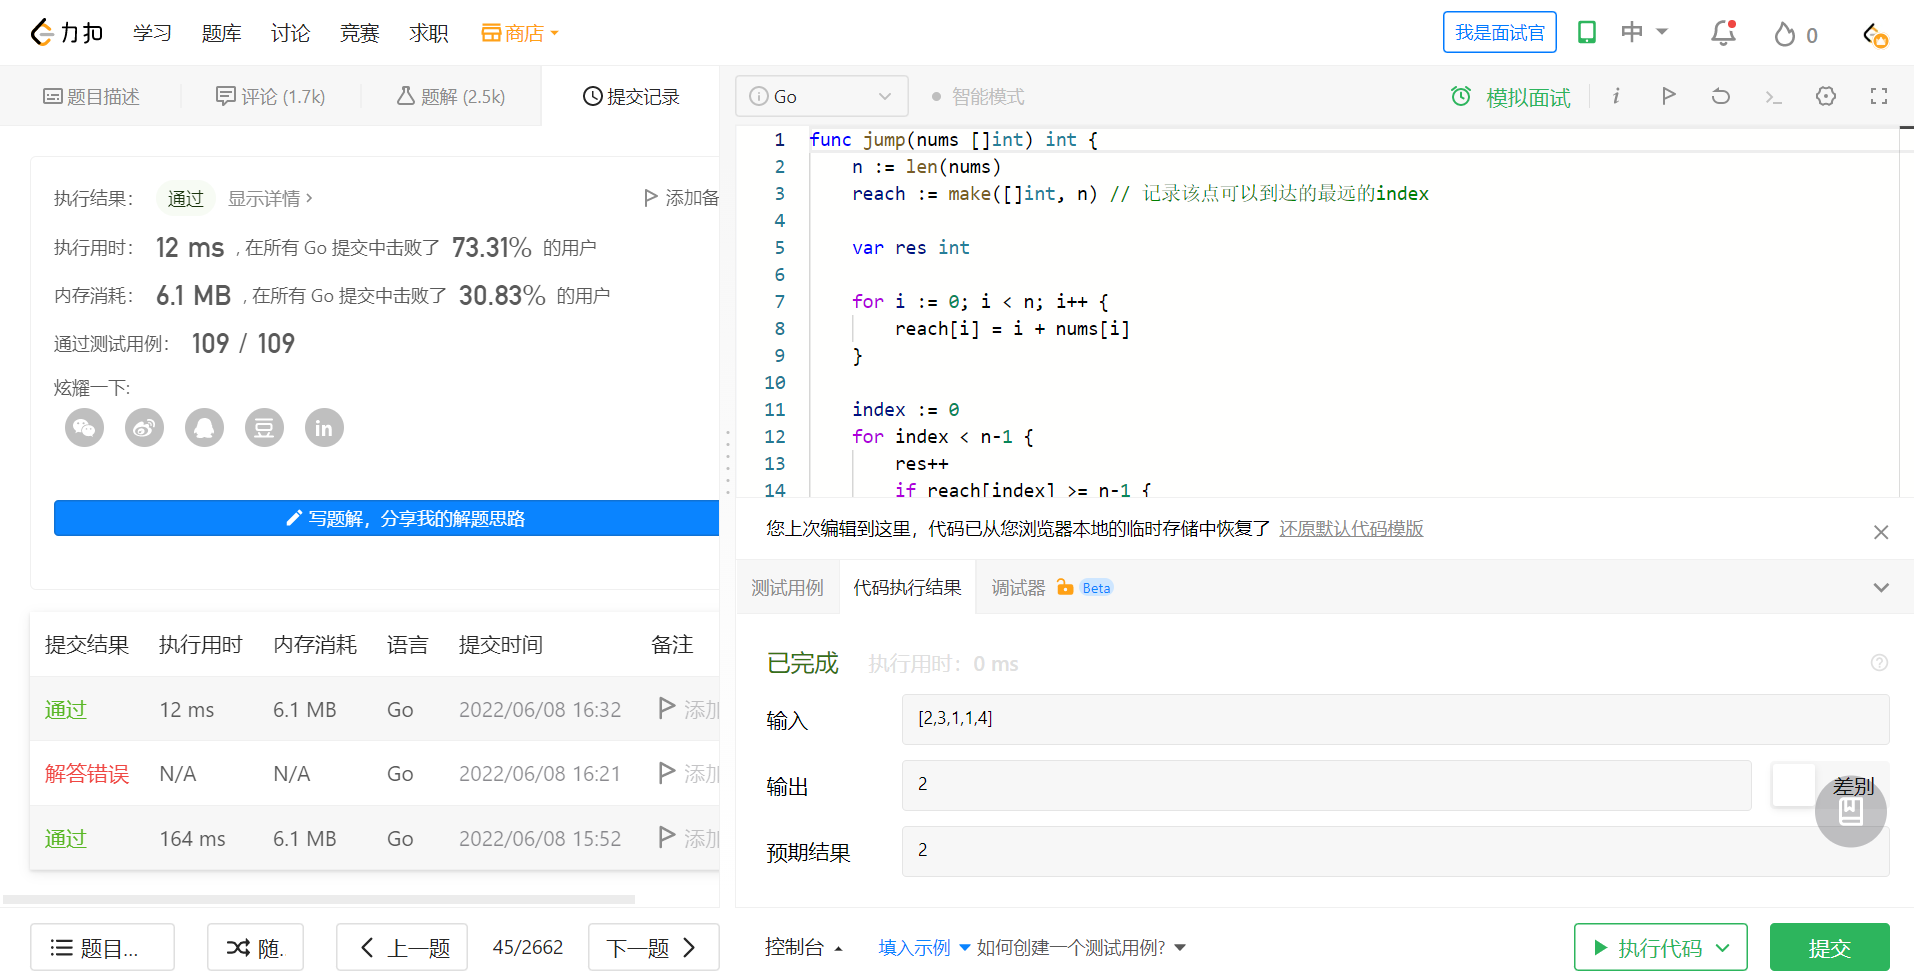 力扣 学习 题库 讨论 竞赛 求职 商店 我是面试官 中 0
题目描述 评论 (1.7k) 题解 (2.5k) 提交记录
执行结果： 通过 显示详情 > 添加备
执行用时： 12 ms , 在所有 Go 提交中击败了 73.31% 的用户
内存消耗： 6.1 MB , 在所有 Go 提交中击败了 30.83% 的用户
通过测试用例： 109 / 109
炫耀一下:
豆 in
写题解，分享我的解题思路
提交结果 执行用时 内存消耗 语言 提交时间 备注
通过 12 ms 6.1 MB Go 2022/06/08 16:32 添加
解答错误 N/A N/A Go 2022/06/08 16:21 添加
通过 164 ms 6.1 MB Go 2022/06/08 15:52 添加
题目... 随. 上一题 45/2662 下一题
Go 智能模式 模拟面试 i
1 func jump(nums []int) int {
2 n := len(nums)
3 reach := make([]int, n) // 记录该点可以到达的最远的index
4
5 var res int
6
7 for i := 0; i < n; i++ {
8 reach[i] = i + nums[i]
9 }
10
11 index := 0
12 for index < n-1 {
13 res++
14 if reach[index] >= n-1 {
您上次编辑到这里，代码已从您浏览器本地的临时存储中恢复了 还原默认代码模版
测试用例 代码执行结果 调试器 Beta
已完成 执行用时：0 ms
输入 [2,3,1,1,4]
输出 2 差别
预期结果 2
控制台 填入示例 如何创建一个测试用例? 执行代码 提交